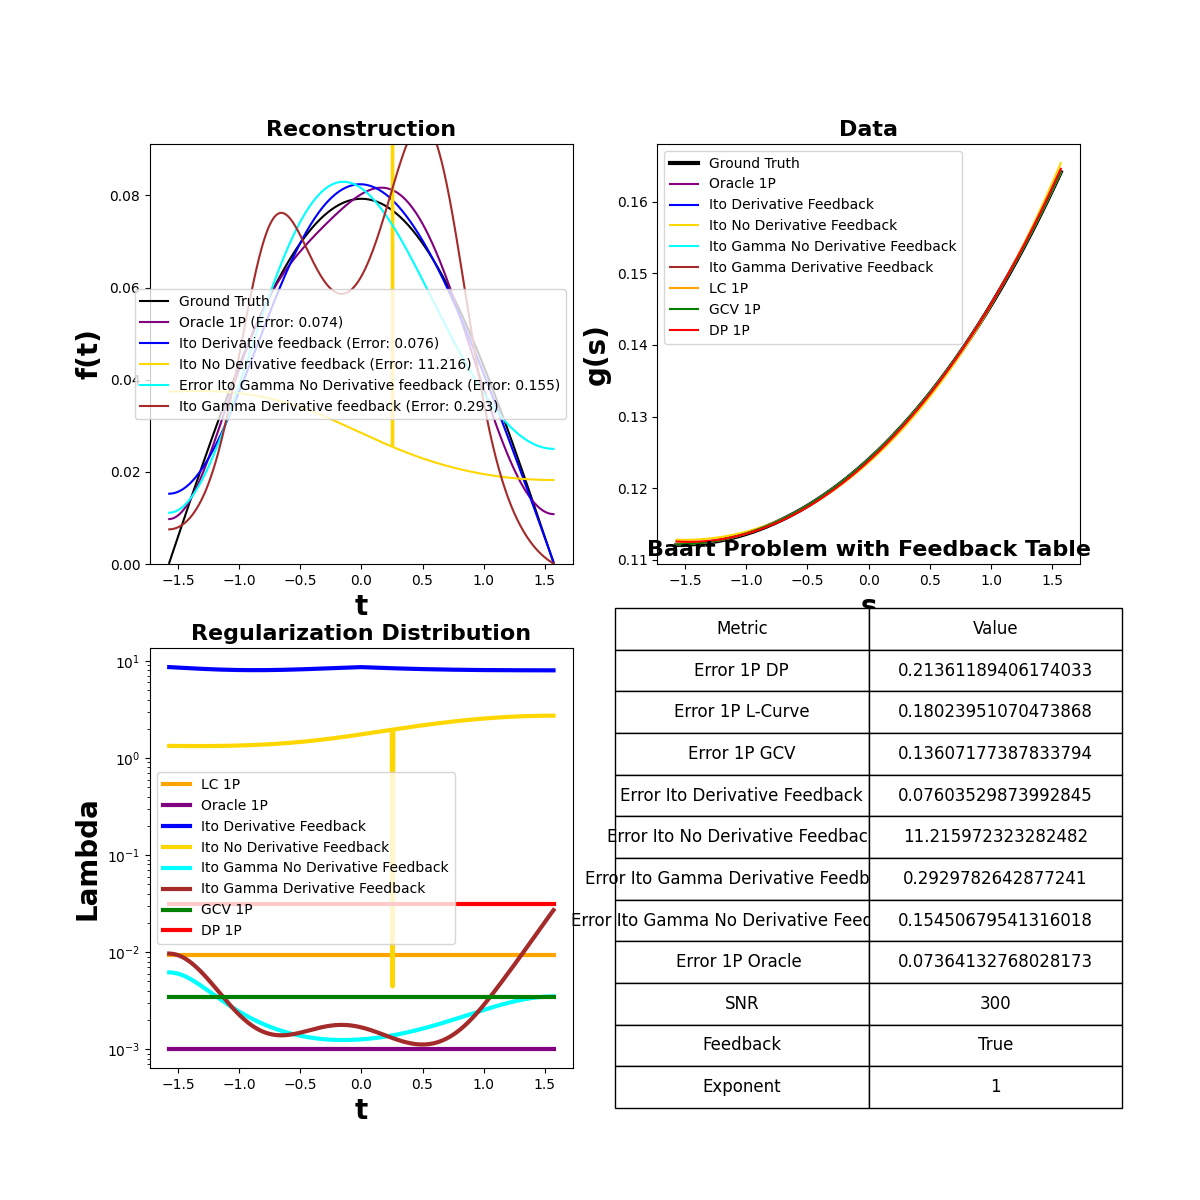 Reconstruction
f(t)
0.08
0.06
0.04
0.02
0.00
Ground Truth
Oracle 1P (Error: 0.074)
Ito Derivative feedback (Error: 0.076)
Ito No Derivative feedback (Error: 11.216)
Error Ito Gamma No Derivative feedback (Error: 0.155)
Ito Gamma Derivative feedback (Error: 0.293)
−1.5 −1.0 −0.5 0.0 0.5 1.0 1.5
t
Data
g(s)
0.16
0.15
0.14
0.13
0.12
0.11
Ground Truth
Oracle 1P
Ito Derivative Feedback
Ito No Derivative Feedback
Ito Gamma No Derivative Feedback
Ito Gamma Derivative Feedback
LC 1P
GCV 1P
DP 1P
−1.5 −1.0 −0.5 0.0 0.5 1.0 1.5
s
Regularization Distribution
Lambda
10^1
10^0
10^−1
10^−2
10^−3
LC 1P
Oracle 1P
Ito Derivative Feedback
Ito No Derivative Feedback
Ito Gamma No Derivative Feedback
Ito Gamma Derivative Feedback
GCV 1P
DP 1P
−1.5 −1.0 −0.5 0.0 0.5 1.0 1.5
t
Baart Problem with Feedback Table
Metric Value
Error 1P DP 0.21361189406174033
Error 1P L-Curve 0.18023951070473868
Error 1P GCV 0.13607177387833794
Error Ito Derivative Feedback 0.07603529873992845
Error Ito No Derivative Feedbac 11.215972323282482
Error Ito Gamma Derivative Feedb 0.2929782642877241
Error Ito Gamma No Derivative Feed 0.15450679541316018
Error 1P Oracle 0.07364132768028173
SNR 300
Feedback True
Exponent 1